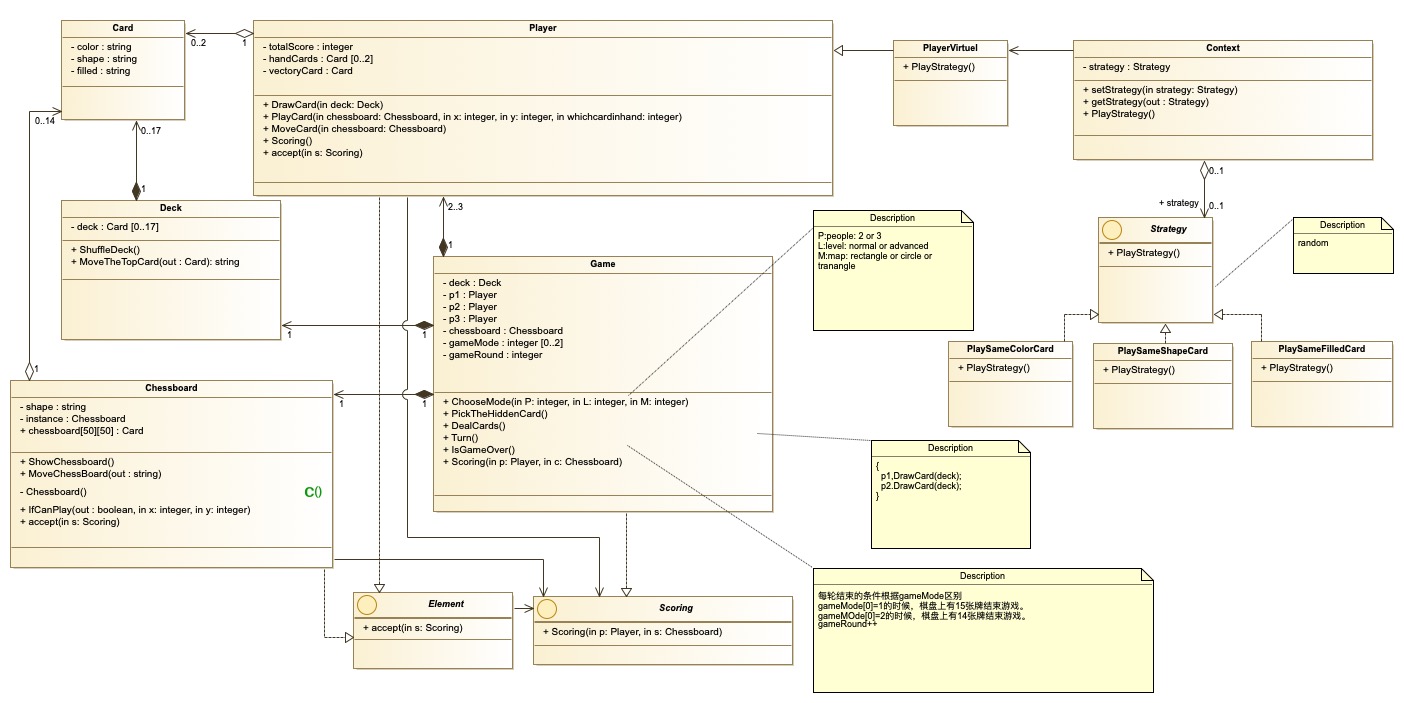 Card
- color : string
- shape : string
- filled : string
0..2
1
Player
- totalScore : integer
- handCards : Card [0..2]
- vectoryCard : Card
+ DrawCard(in deck: Deck)
+ PlayCard(in chessboard: Chessboard, in x: integer, in y: integer, in whichcardinhand: integer)
+ MoveCard(in chessboard: Chessboard)
+ Scoring()
+ accept(in s: Scoring)
PlayerVirtuel
+ PlayStrategy()
Context
- strategy : Strategy
+ setStrategy(in strategy: Strategy)
+ getStrategy(out : Strategy)
+ PlayStrategy()
0..14
0..17
1
Deck
- deck : Card [0..17]
+ ShuffleDeck()
+ MoveTheTopCard(out : Card): string
2..3
1
0..1
+ strategy
0..1
Description
P:people: 2 or 3
L:level: normal or advanced
M:map: rectangle or circle or
tranangle
Strategy
+ PlayStrategy()
Description
random
Game
- deck : Deck
- p1 : Player
- p2 : Player
- p3 : Player
- chessboard : Chessboard
- gameMode : integer [0..2]
- gameRound : integer
+ ChooseMode(in P: integer, in L: integer, in M: integer)
+ PickTheHiddenCard()
+ DealCards()
+ Turn()
+ IsGameOver()
+ Scoring(in p: Player, in c: Chessboard)
1
1
1
1
PlaySameColorCard
+ PlayStrategy()
PlaySameShapeCard
+ PlayStrategy()
PlaySameFilledCard
+ PlayStrategy()
1
Chessboard
- shape : string
- instance : Chessboard
+ chessboard[50][50] : Card
+ ShowChessboard()
+ MoveChessBoard(out : string)
- Chessboard()
C()
+ IfCanPlay(out : boolean, in x: integer, in y: integer)
+ accept(in s: Scoring)
Description
{
p1,DrawCard(deck);
p2.DrawCard(deck);
}
Description
每轮结束的条件根据gameMode区别
gameMode[0]=1的时候，棋盘上有15张牌结束游戏。
gameMOde[0]=2的时候，棋盘上有14张牌结束游戏。
gameRound++
Element
+ accept(in s: Scoring)
Scoring
+ Scoring(in p: Player, in s: Chessboard)